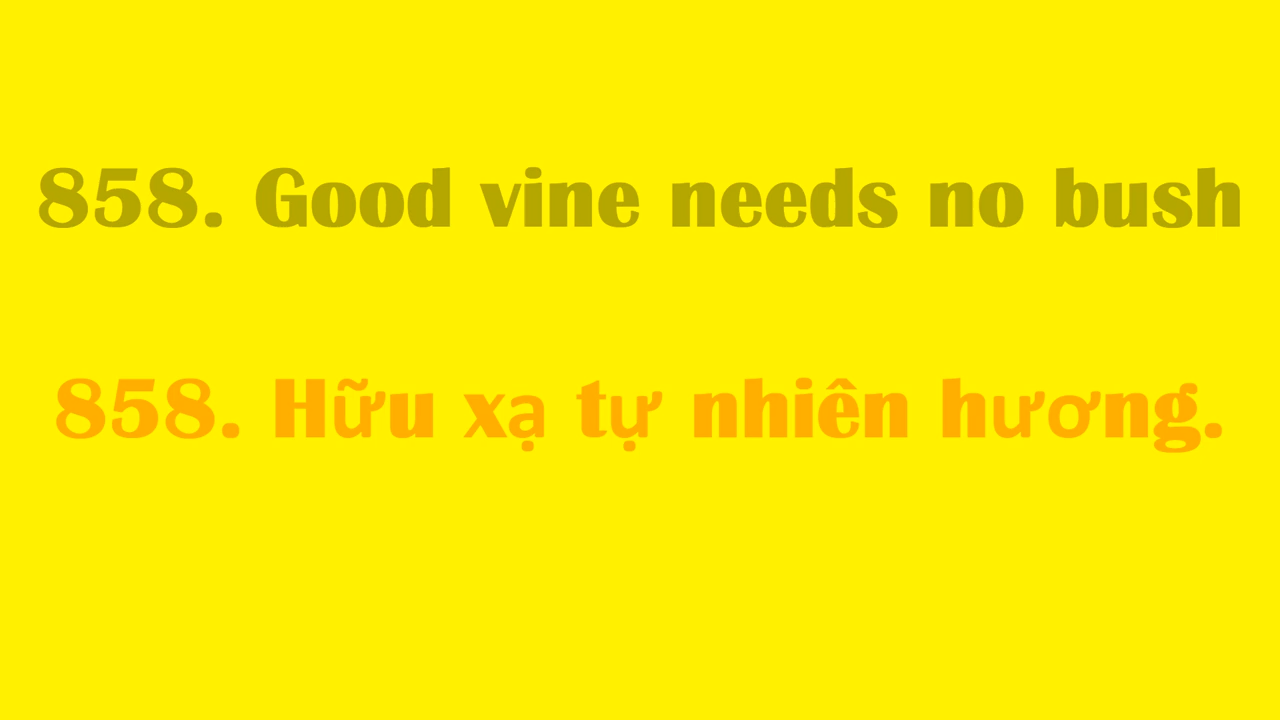 858. Good vine needs no bush
858. Hữu xạ tự nhiên hương.